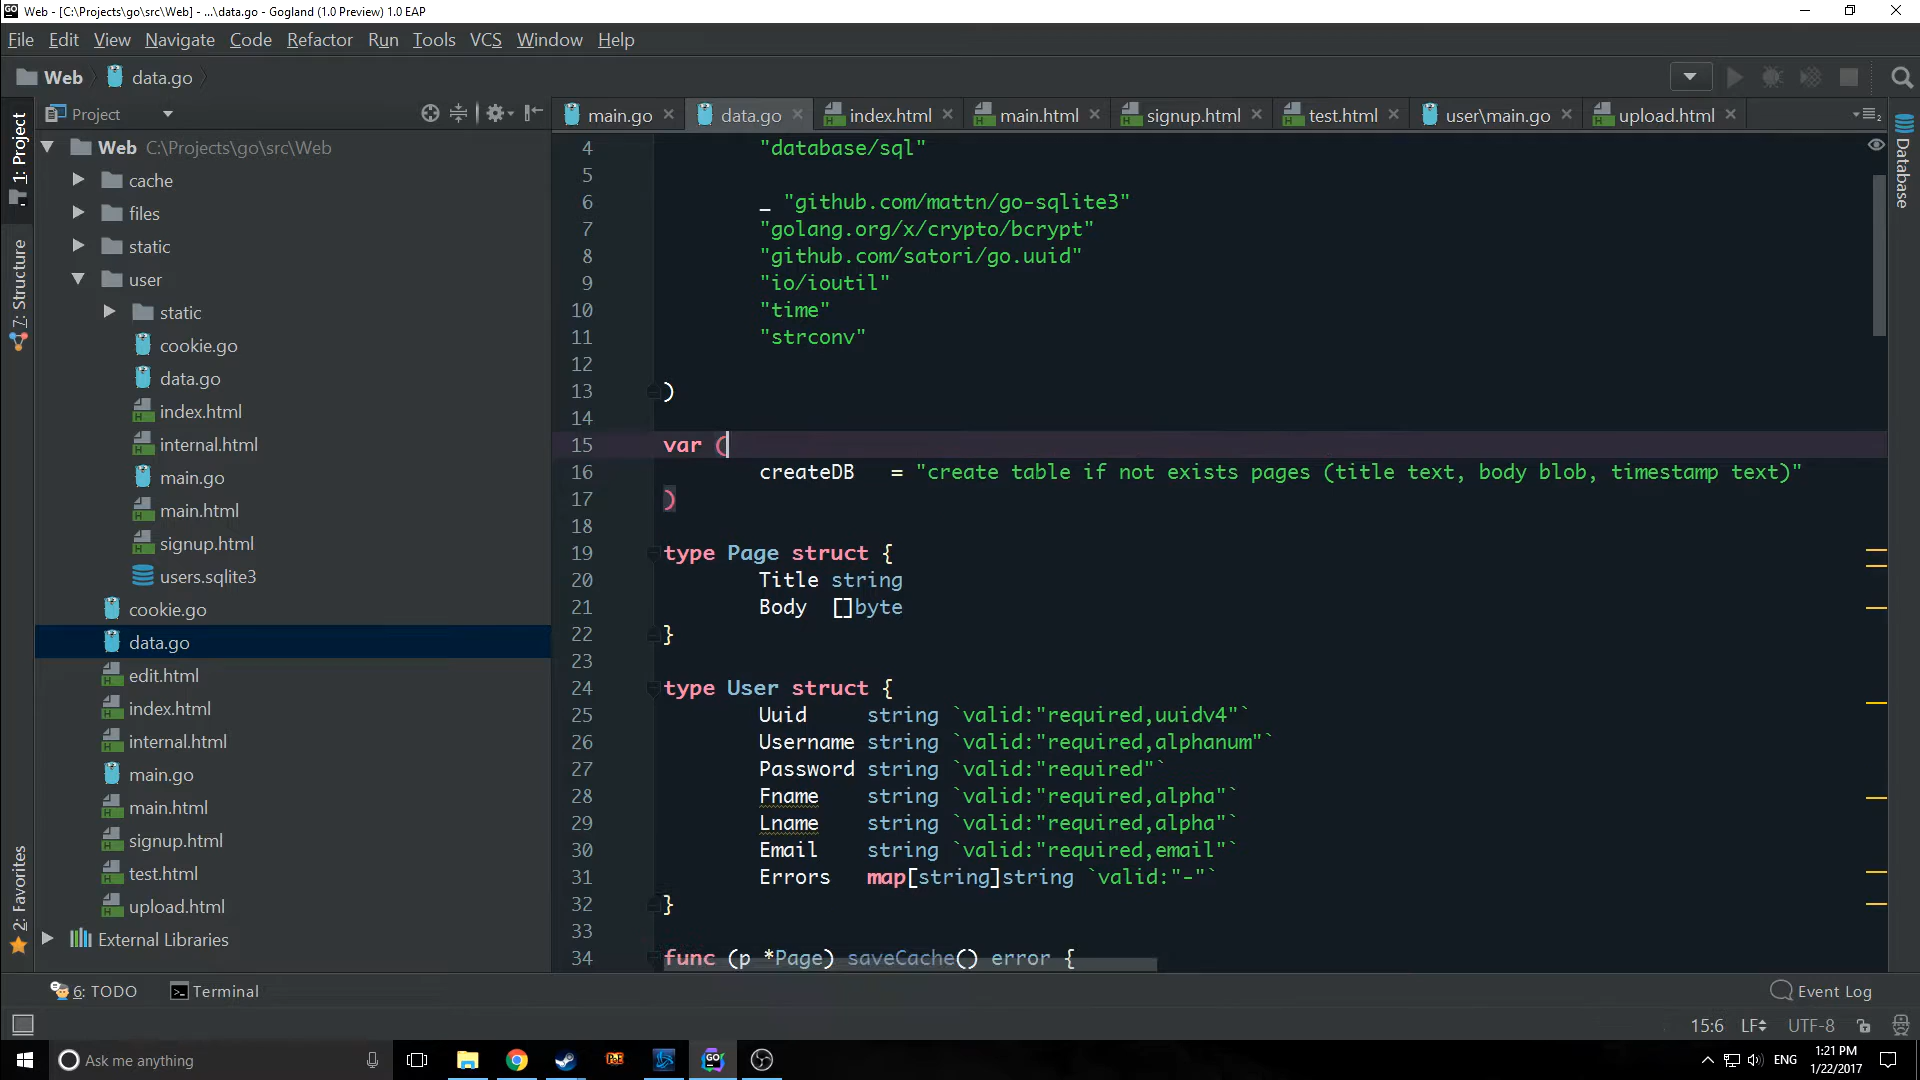 Web - [C:\Projects\go\src\Web] - ...\data.go - Gogland (1.0 Preview) 1.0 EAP
File Edit View Navigate Code Refactor Run Tools VCS Window Help
Web data.go
Project
main.go data.go index.html main.html signup.html test.html user\main.go upload.html
1: Project
7: Structure
2: Favorites
Database
Web C:\Projects\go\src\Web
cache
files
static
user
static
cookie.go
data.go
index.html
internal.html
main.go
main.html
signup.html
users.sqlite3
cookie.go
data.go
edit.html
index.html
internal.html
main.go
main.html
signup.html
test.html
upload.html
External Libraries
4 "database/sql"
5
6 _ "github.com/mattn/go-sqlite3"
7 "golang.org/x/crypto/bcrypt"
8 "github.com/satori/go.uuid"
9 "io/ioutil"
10 "time"
11 "strconv"
12
13 )
14
15 var (
16 createDB = "create table if not exists pages (title text, body blob, timestamp text)"
17 )
18
19 type Page struct {
20 Title string
21 Body []byte
22 }
23
24 type User struct {
25 Uuid string `valid:"required,uuidv4"`
26 Username string `valid:"required,alphanum"`
27 Password string `valid:"required"`
28 Fname string `valid:"required,alpha"`
29 Lname string `valid:"required,alpha"`
30 Email string `valid:"required,email"`
31 Errors map[string]string `valid:"-"`
32 }
33
34 func (p *Page) saveCache() error {
6: TODO Terminal Event Log
15:6 LF UTF-8
Ask me anything
GO
ENG
1:21 PM
1/22/2017